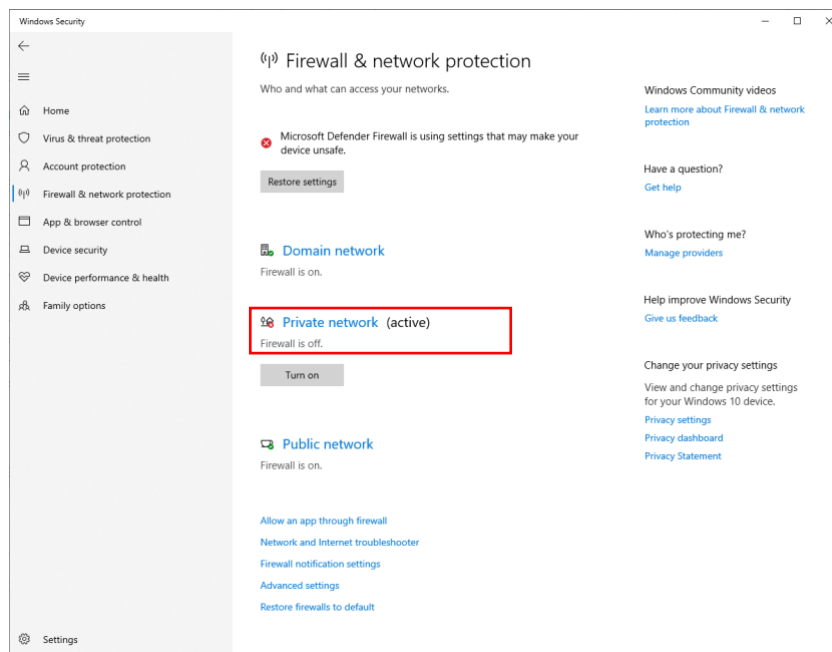 Windows Security
Home
Virus & threat protection
Account protection
Firewall & network protection
App & browser control
Device security
Device performance & health
Family options
Settings
Firewall & network protection
Who and what can access your networks.
Microsoft Defender Firewall is using settings that may make your
device unsafe.
Restore settings
Domain network
Firewall is on.
Private network (active)
Firewall is off.
Turn on
Public network
Firewall is on.
Allow an app through firewall
Network and Internet troubleshooter
Firewall notification settings
Advanced settings
Restore firewalls to default
Windows Community videos
Learn more about Firewall & network
protection
Have a question?
Get help
Who's protecting me?
Manage providers
Help improve Windows Security
Give us feedback
Change your privacy settings
View and change privacy settings
for your Windows 10 device.
Privacy settings
Privacy dashboard
Privacy Statement